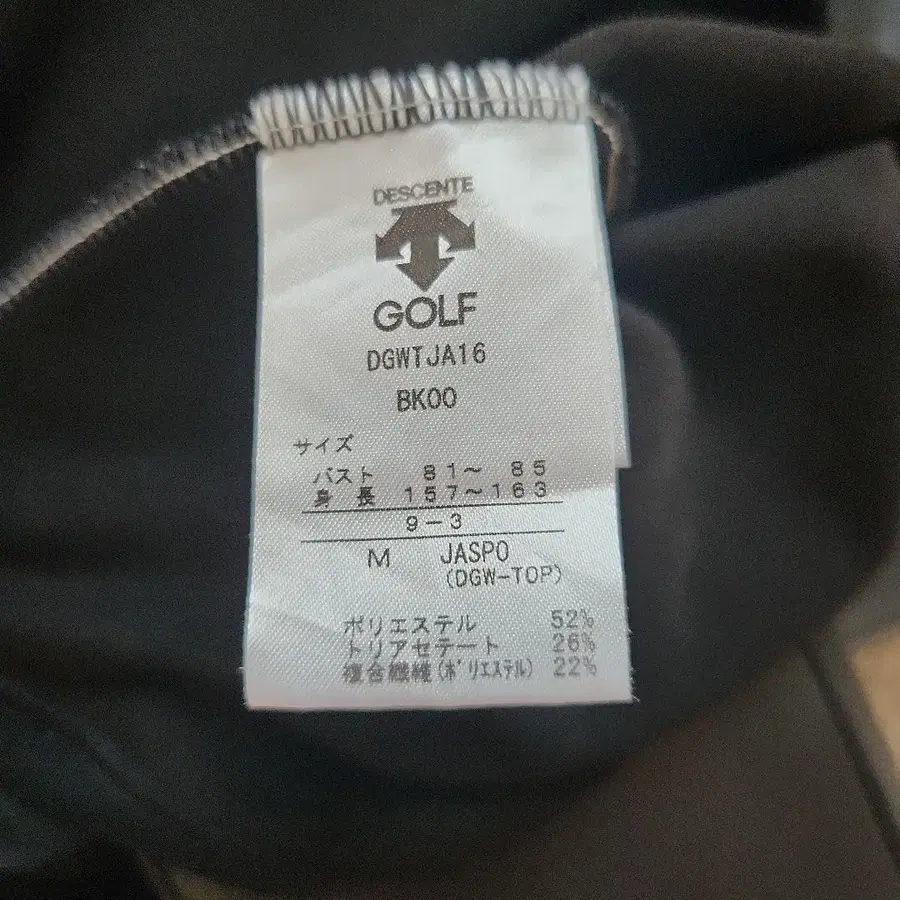 DESCENTE
GOLF
DGWTJA16
BK00
サイズ
バスト 81～ 85
身 長 157～163
9－3
M JASPO
(DGW-TOP)
ポリエステル 52%
トリアセテート 26%
複合繊維(ﾎﾟﾘｴｽﾃﾙ) 22%